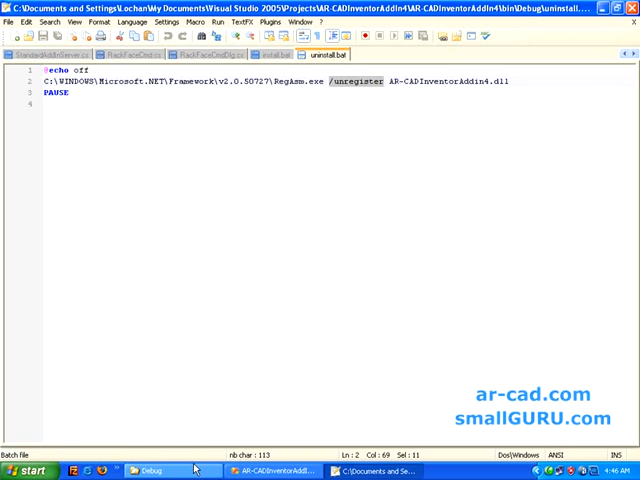 C:\Documents and Settings\Lochan\My Documents\Visual Studio 2005\Projects\AR-CADInventorAddIn4\AR-CADInventorAddIn4\bin\Debug\uninstall....
File Edit Search View Format Language Settings Macro Run TextFX Plugins Window ?
StandardAddInServer.cs RackFaceCmd.cs RackFaceCmdDlg.cs install.bat uninstall.bat
1 @echo off
2 C:\WINDOWS\Microsoft.NET\Framework\v2.0.50727\RegAsm.exe /unregister AR-CADInventorAddin4.dll
3 PAUSE
4
ar-cad.com
smallGURU.com
Batch file nb char : 113 Ln : 2 Col : 69 Sel : 11 Dos\Windows ANSI INS
start Debug AR-CADInventorAddI... C:\Documents and Se... 4:46 AM